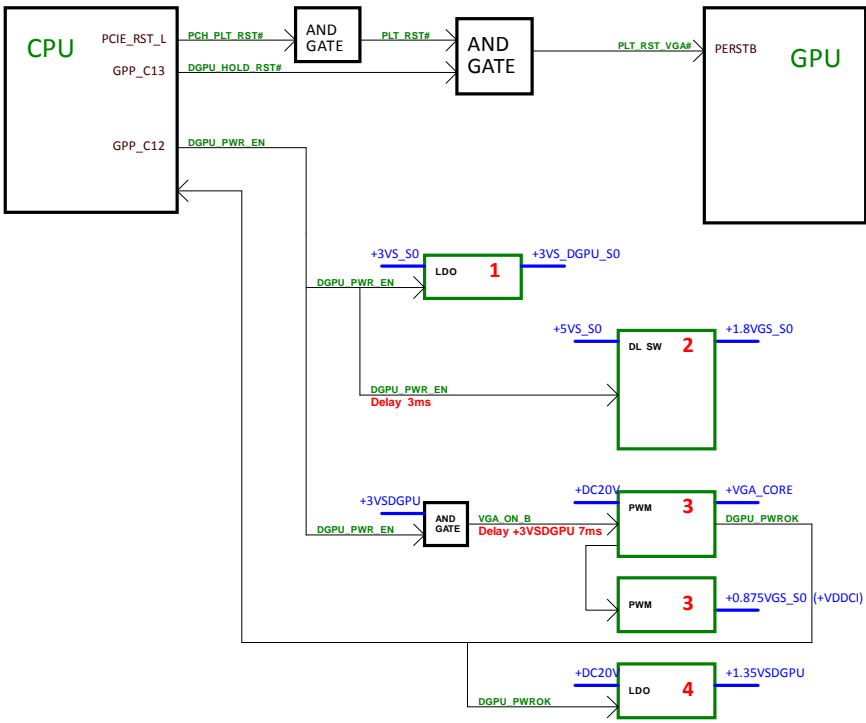 CPU
PCIE_RST_L
PCH_PLT_RST#
AND
GATE
PLT_RST#
AND
GATE
PLT_RST_VGA#
PERSTB
GPU
GPP_C13
DGPU_HOLD_RST#
GPP_C12
DGPU_PWR_EN
+3VS_S0
LDO
1
+3VS_DGPU_S0
DGPU_PWR_EN
+5VS_S0
DL SW
2
+1.8VGS_S0
DGPU_PWR_EN
Delay 3ms
+3VSDGPU
AND
GATE
DGPU_PWR_EN
VGA_ON_B
Delay +3VSDGPU 7ms
+DC20V
PWM
3
+VGA_CORE
DGPU_PWROK
PWM
3
+0.875VGS_S0 (+VDDCI)
+DC20V
LDO
4
+1.35VSDGPU
DGPU_PWROK